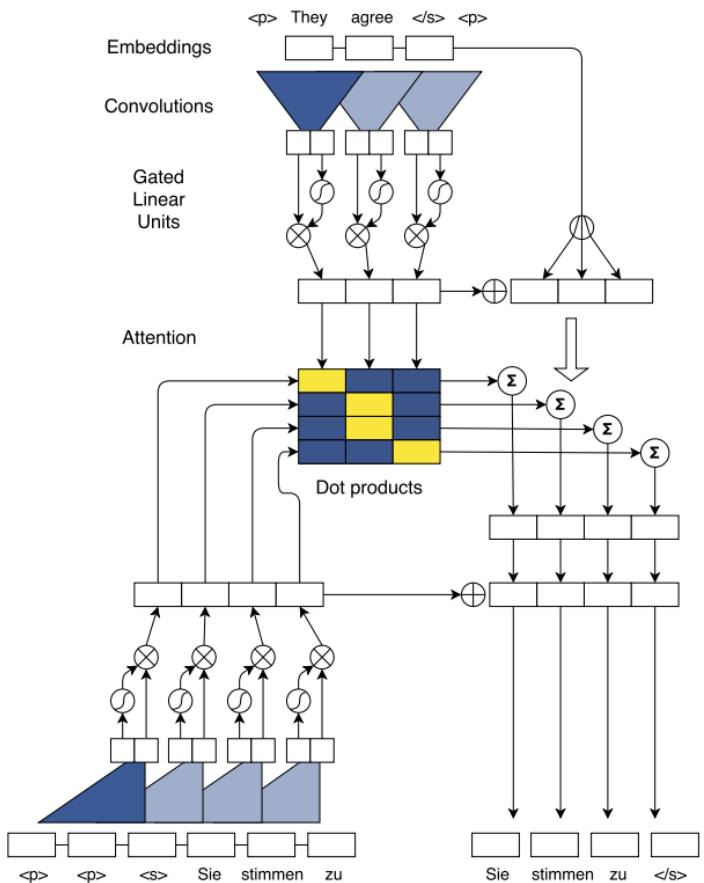 <p> They agree </s> <p>
Embeddings
Convolutions
Gated
Linear
Units
Attention
Σ
Σ
Σ
Σ
Dot products
<p> <p> <s> Sie stimmen zu
Sie stimmen zu </s>